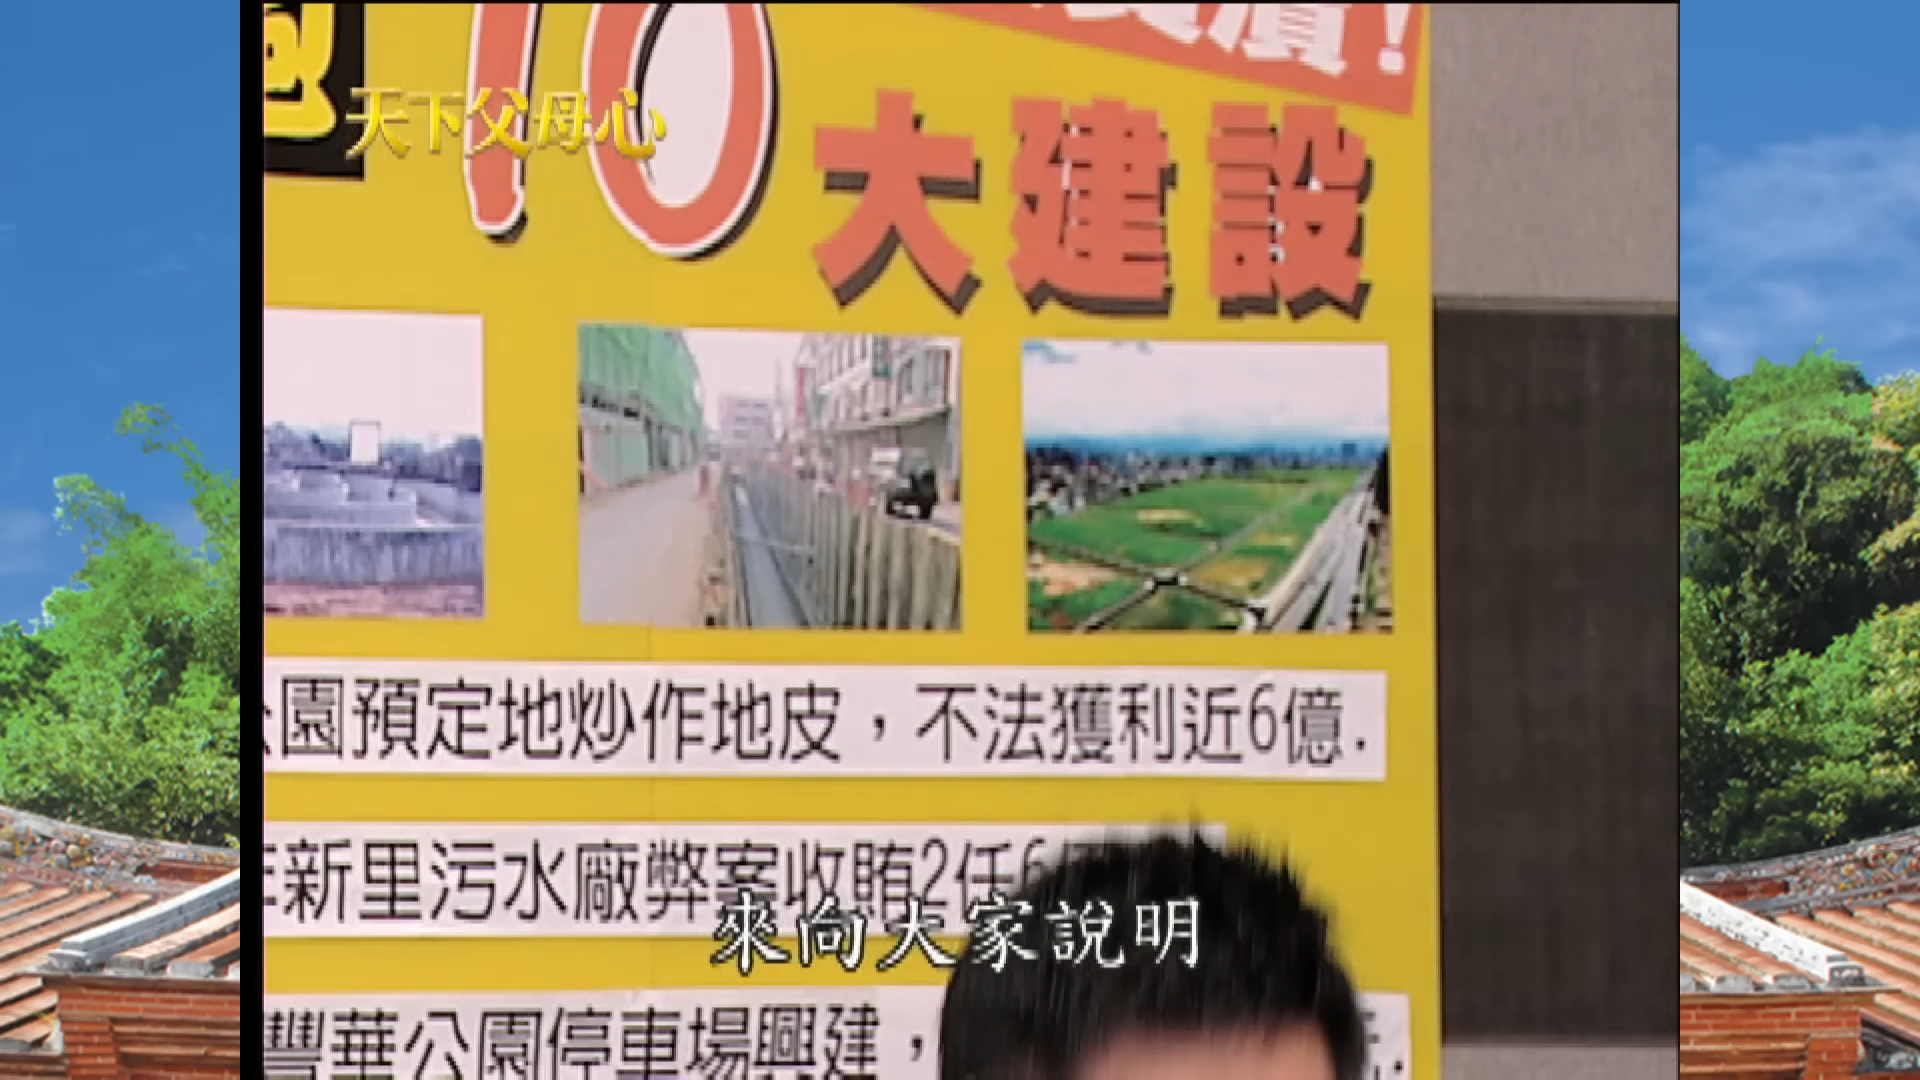 天下父母心
10
大建設
園預定地炒作地皮，不法獲利近6億.
新里污水廠弊案收賄2任6
來向大家說明
豐華公園停車場興建，